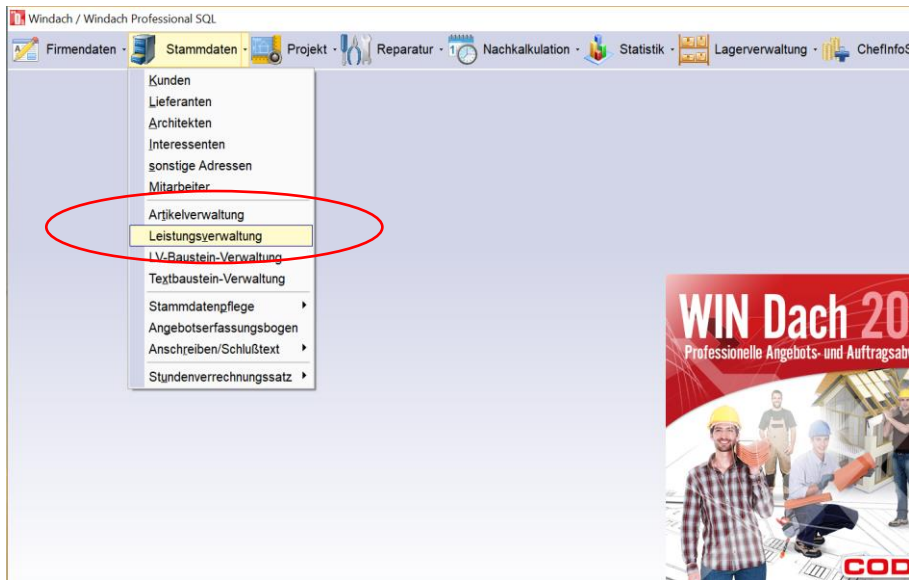 Windach / Windach Professional SQL
Firmendaten Stammdaten Projekt Reparatur Nachkalkulation Statistik Lagerverwaltung ChefInfoS
Kunden
Lieferanten
Architekten
Interessenten
sonstige Adressen
Mitarbeiter
Artikelverwaltung
Leistungsverwaltung
LV-Baustein-Verwaltung
Textbaustein-Verwaltung
Stammdatenpflege
Angebotserfassungsbogen
Anschreiben/Schlußtext
Stundenverrechnungssatz
WIN Dach 20
Professionelle Angebots- und Auftragsabw
COD